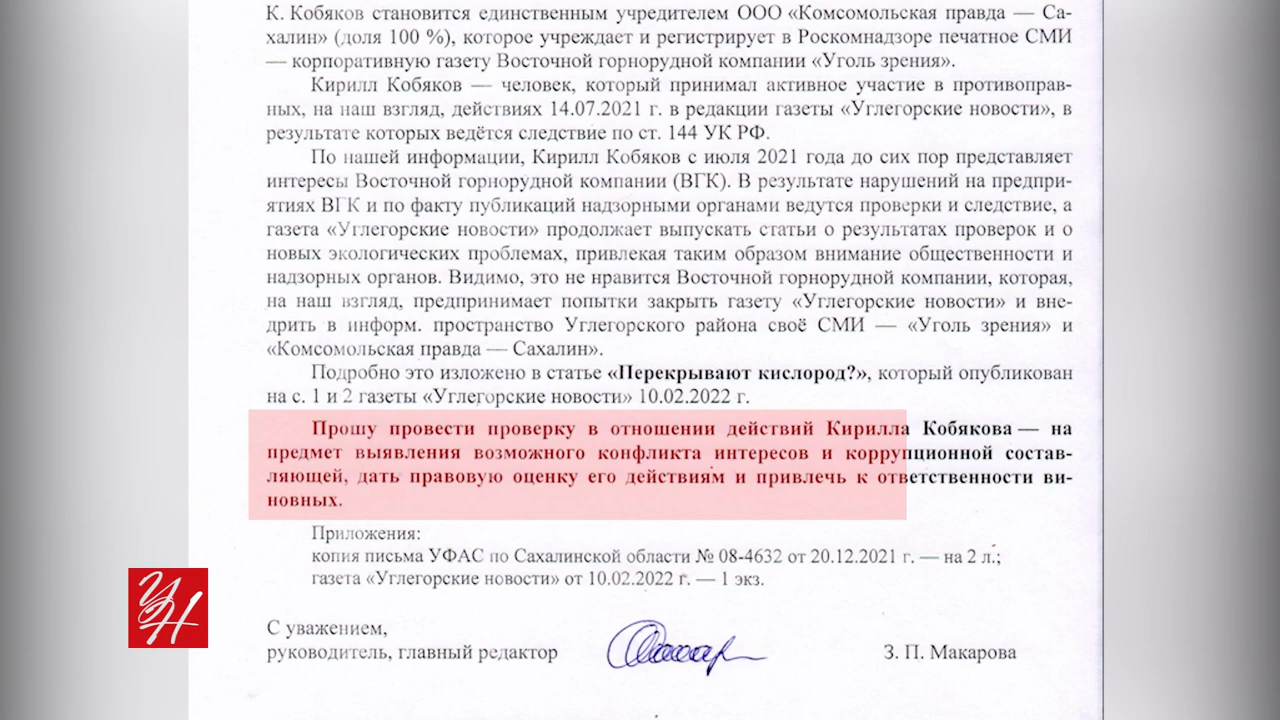 К. Кобяков становится единственным учредителем ООО «Комсомольская правда — Са-
халин» (доля 100 %), которое учреждает и регистрирует в Роскомнадзоре печатное СМИ
— корпоративную газету Восточной горнорудной компании «Уголь зрения».
Кирилл Кобяков — человек, который принимал активное участие в противоправ-
ных, на наш взгляд, действиях 14.07.2021 г. в редакции газеты «Углегорские новости», в
результате которых ведётся следствие по ст. 144 УК РФ.
По нашей информации, Кирилл Кобяков с июля 2021 года до сих пор представляет
интересы Восточной горнорудной компании (ВГК). В результате нарушений на предпри-
ятиях ВГК и по факту публикаций надзорными органами ведутся проверки и следствие, а
газета «Углегорские новости» продолжает выпускать статьи о результатах проверок и о
новых экологических проблемах, привлекая таким образом внимание общественности и
надзорных органов. Видимо, это не нравится Восточной горнорудной компании, которая,
на наш взгляд, предпринимает попытки закрыть газету «Углегорские новости» и вне-
дрить в информ. пространство Углегорского района своё СМИ — «Уголь зрения» и
«Комсомольская правда — Сахалин».
Подробно это изложено в статье «Перекрывают кислород?», который опубликован
на с. 1 и 2 газеты «Углегорские новости» 10.02.2022 г.
Прошу провести проверку в отношении действий Кирилла Кобякова — на
предмет выявления возможного конфликта интересов и коррупционной состав-
ляющей, дать правовую оценку его действиям и привлечь к ответственности ви-
новных.
Приложения:
копия письма УФАС по Сахалинской области № 08-4632 от 20.12.2021 г. — на 2 л.;
газета «Углегорские новости» от 10.02.2022 г. — 1 экз.
С уважением,
руководитель, главный редактор З. П. Макарова
УН